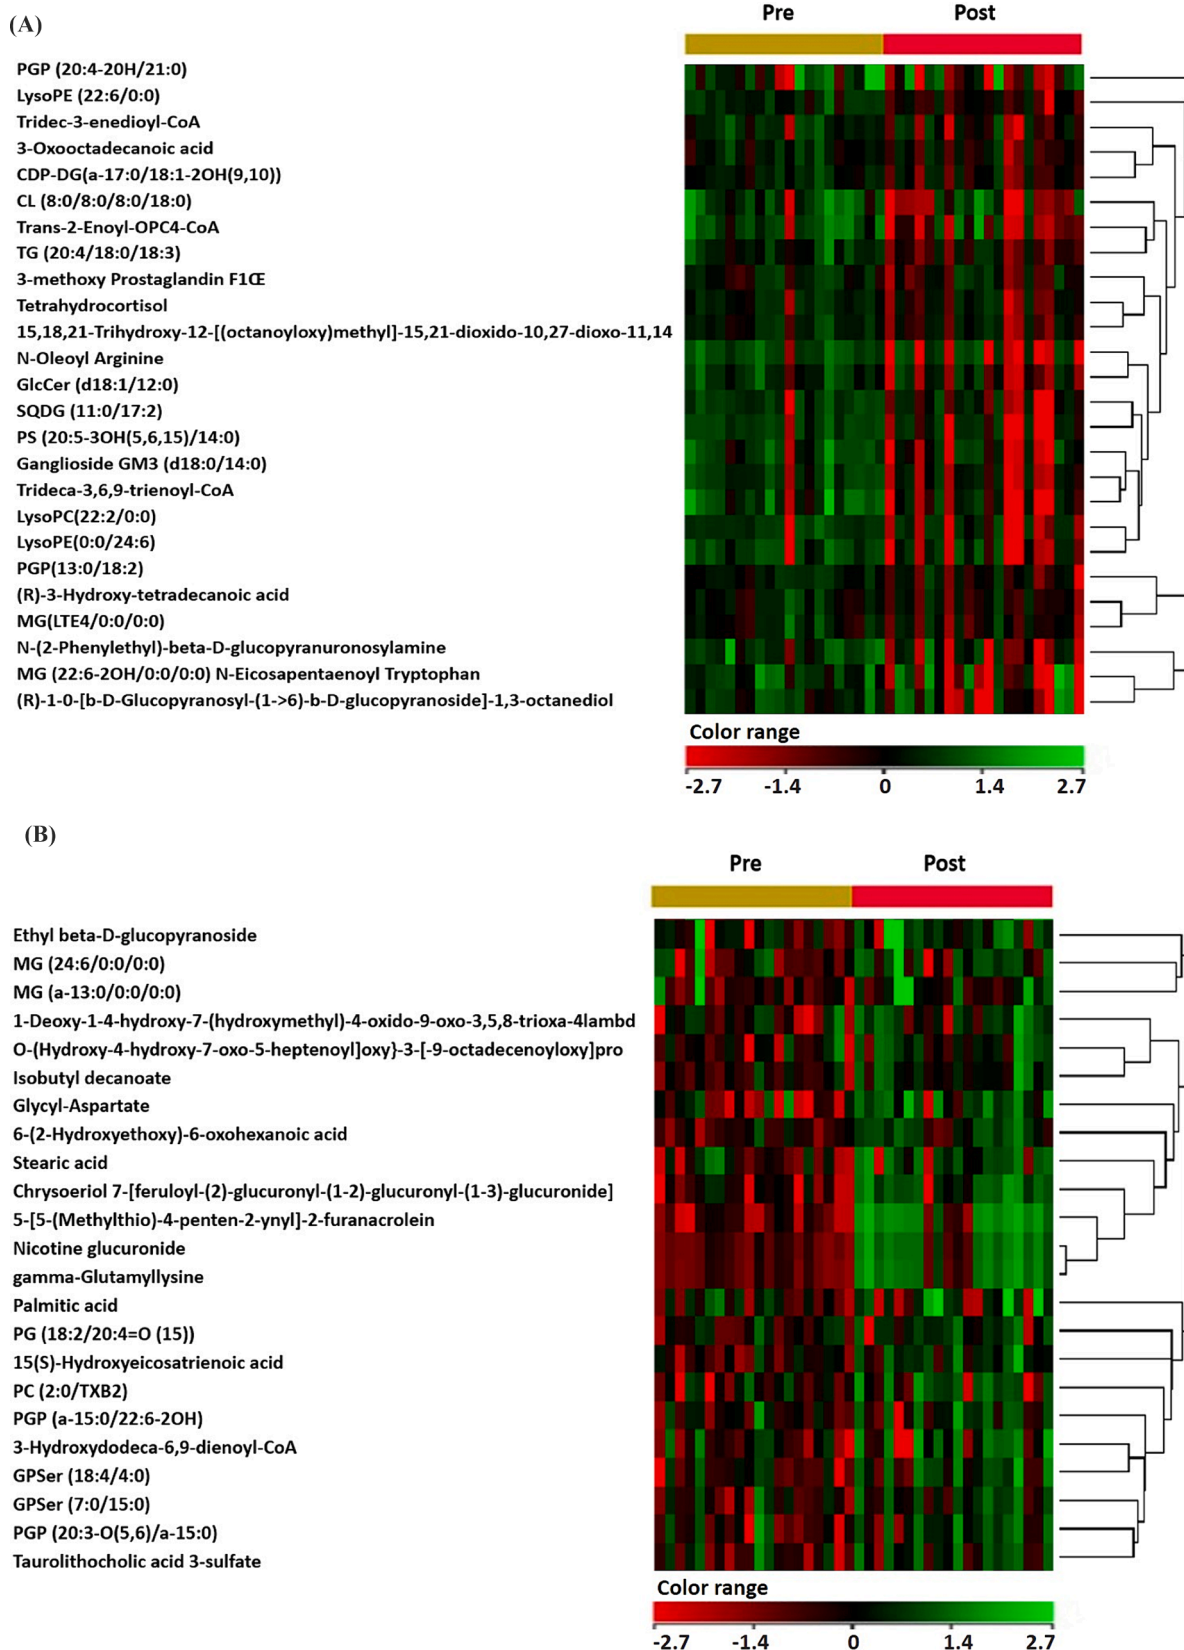 (A)
Pre Post
PGP (20:4-20H/21:0)
LysoPE (22:6/0:0)
Tridec-3-enedioyl-CoA
3-Oxooctadecanoic acid
CDP-DG(a-17:0/18:1-2OH(9,10))
CL (8:0/8:0/8:0/18:0)
Trans-2-Enoyl-OPC4-CoA
TG (20:4/18:0/18:3)
3-methoxy Prostaglandin F1Œ
Tetrahydrocortisol
15,18,21-Trihydroxy-12-[(octanoyloxy)methyl]-15,21-dioxido-10,27-dioxo-11,14
N-Oleoyl Arginine
GlcCer (d18:1/12:0)
SQDG (11:0/17:2)
PS (20:5-3OH(5,6,15)/14:0)
Ganglioside GM3 (d18:0/14:0)
Trideca-3,6,9-trienoyl-CoA
LysoPC(22:2/0:0)
LysoPE(0:0/24:6)
PGP(13:0/18:2)
(R)-3-Hydroxy-tetradecanoic acid
MG(LTE4/0:0/0:0)
N-(2-Phenylethyl)-beta-D-glucopyranuronosylamine
MG (22:6-2OH/0:0/0:0) N-Eicosapentaenoyl Tryptophan
(R)-1-0-[b-D-Glucopyranosyl-(1->6)-b-D-glucopyranoside]-1,3-octanediol
Color range
-2.7 -1.4 0 1.4 2.7
(B)
Pre Post
Ethyl beta-D-glucopyranoside
MG (24:6/0:0/0:0)
MG (a-13:0/0:0/0:0)
1-Deoxy-1-4-hydroxy-7-(hydroxymethyl)-4-oxido-9-oxo-3,5,8-trioxa-4lambd
O-(Hydroxy-4-hydroxy-7-oxo-5-heptenoyl]oxy}-3-[-9-octadecenoyloxy]pro
Isobutyl decanoate
Glycyl-Aspartate
6-(2-Hydroxyethoxy)-6-oxohexanoic acid
Stearic acid
Chrysoeriol 7-[feruloyl-(2)-glucuronyl-(1-2)-glucuronyl-(1-3)-glucuronide]
5-[5-(Methylthio)-4-penten-2-ynyl]-2-furanacrolein
Nicotine glucuronide
gamma-Glutamyllysine
Palmitic acid
PG (18:2/20:4=O (15))
15(S)-Hydroxyeicosatrienoic acid
PC (2:0/TXB2)
PGP (a-15:0/22:6-2OH)
3-Hydroxydodeca-6,9-dienoyl-CoA
GPSer (18:4/4:0)
GPSer (7:0/15:0)
PGP (20:3-O(5,6)/a-15:0)
Taurolithocholic acid 3-sulfate
Color range
-2.7 -1.4 0 1.4 2.7